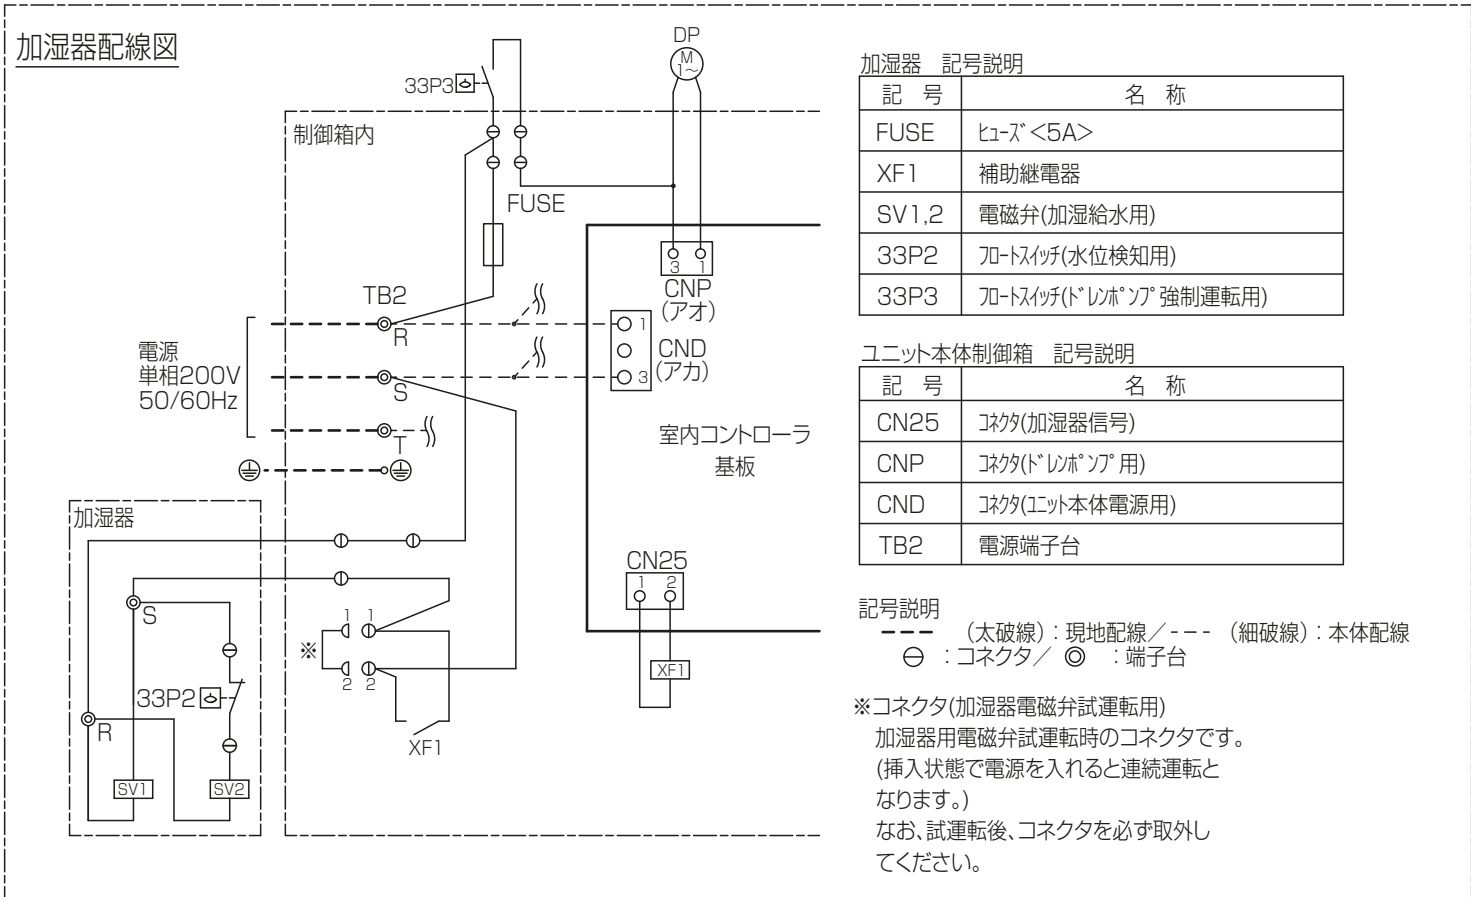 加湿器配線図
DP
M
1〜
33P3
制御箱内
FUSE
3 1
CNP
(アオ)
TB2
R
1
CND
(アカ)
3
S
T
電源
単相200V
50/60Hz
室内コントローラ
基板
加湿器
CN25
1 2
S
1 1
※
2 2
33P2
R
XF1
XF1
SV1
SV2
加湿器 記号説明
記 号 名 称
FUSE ﾋｭｰｽﾞ<5A>
XF1 補助継電器
SV1,2 電磁弁(加湿給水用)
33P2 ﾌﾛｰﾄｽｲｯﾁ(水位検知用)
33P3 ﾌﾛｰﾄｽｲｯﾁ(ﾄﾞﾚﾝﾎﾟﾝﾌﾟ強制運転用)
ユニット本体制御箱 記号説明
記 号 名 称
CN25 ｺﾈｸﾀ(加湿器信号)
CNP ｺﾈｸﾀ(ﾄﾞﾚﾝﾎﾟﾝﾌﾟ用)
CND ｺﾈｸﾀ(ﾕﾆｯﾄ本体電源用)
TB2 電源端子台
記号説明
(太破線):現地配線/--- (細破線):本体配線
:コネクタ/ ◎ :端子台
※コネクタ(加湿器電磁弁試運転用)
加湿器用電磁弁試運転時のコネクタです。
(挿入状態で電源を入れると連続運転と
なります。)
なお、試運転後、コネクタを必ず取外し
てください。